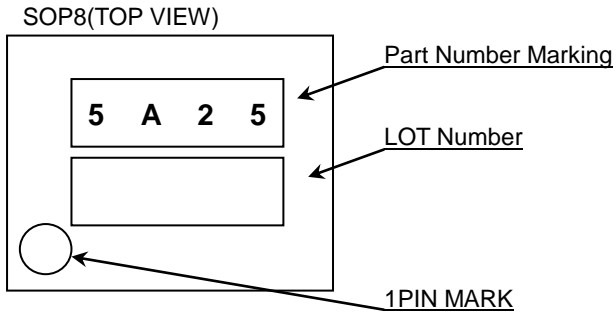 SOP8(TOP VIEW)
Part Number Marking
5 A 2 5
LOT Number
1PIN MARK